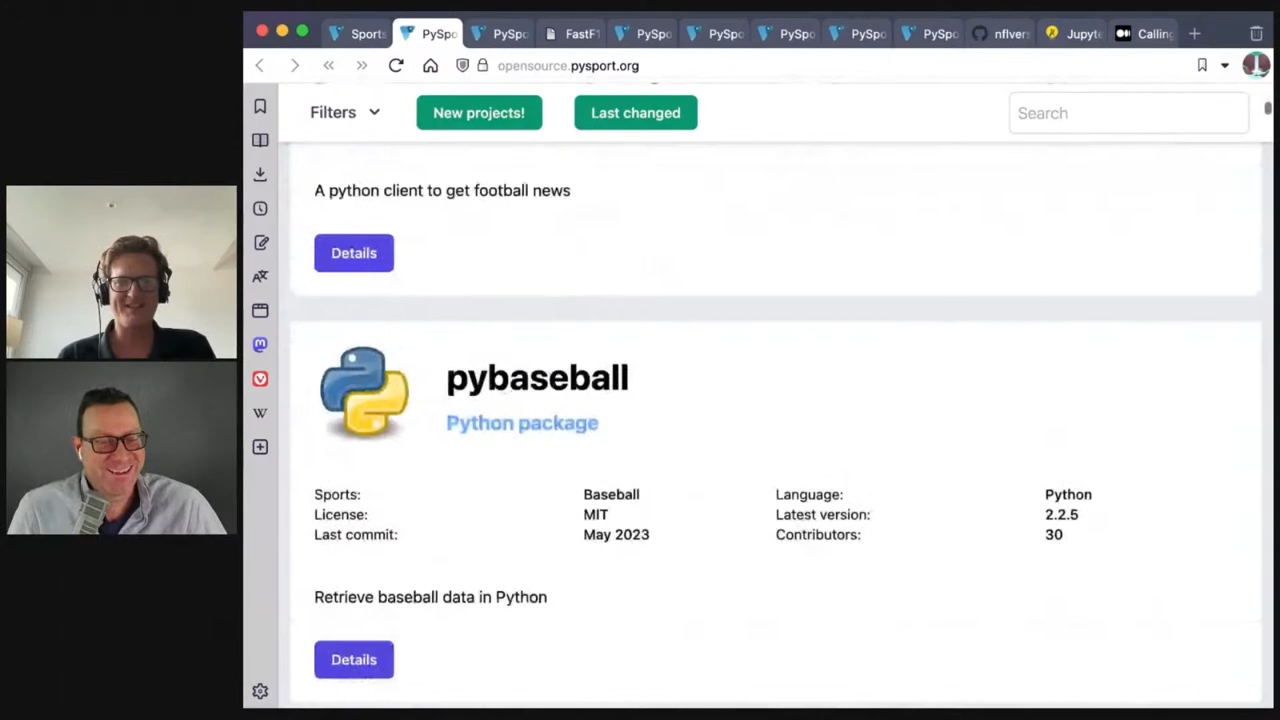 Sports
PySpo
PySpo
FastF1
PySpo
PySpo
PySpo
PySpo
PySpo
nflvers
Jupyte
Calling
opensource.pysport.org
Filters
New projects!
Last changed
Search
A python client to get football news
Details
pybaseball
Python package
Sports:
Baseball
Language:
Python
License:
MIT
Latest version:
2.2.5
Last commit:
May 2023
Contributors:
30
Retrieve baseball data in Python
Details
W